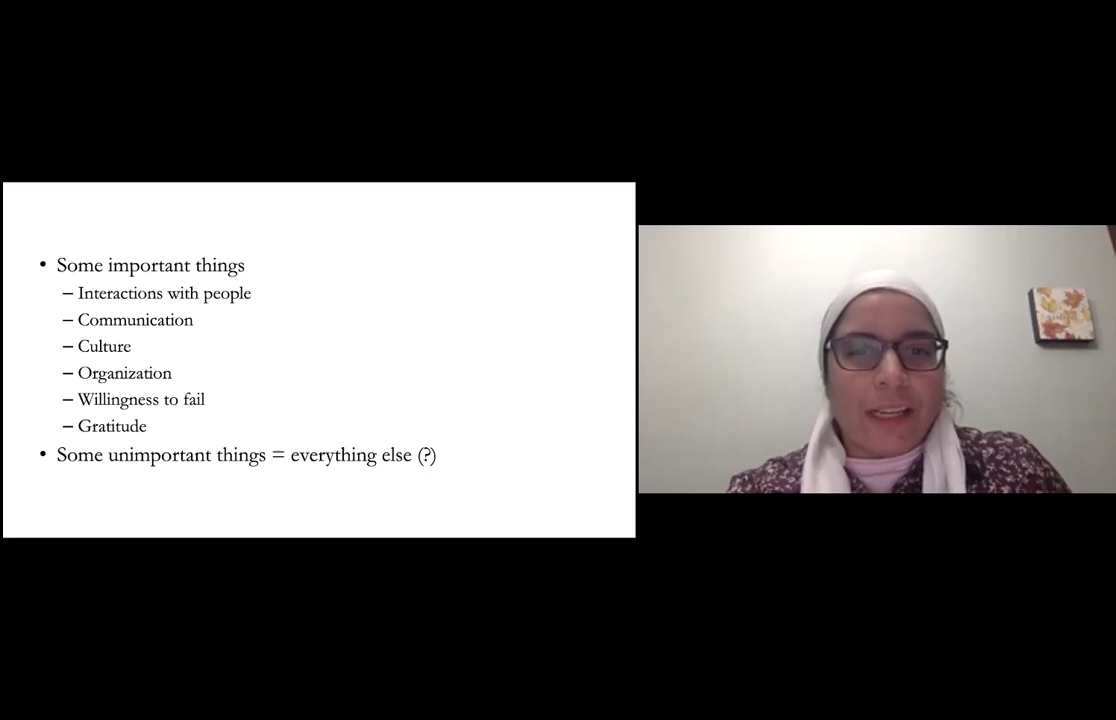 • Some important things
– Interactions with people
– Communication
– Culture
– Organization
– Willingness to fail
– Gratitude
• Some unimportant things = everything else (?)